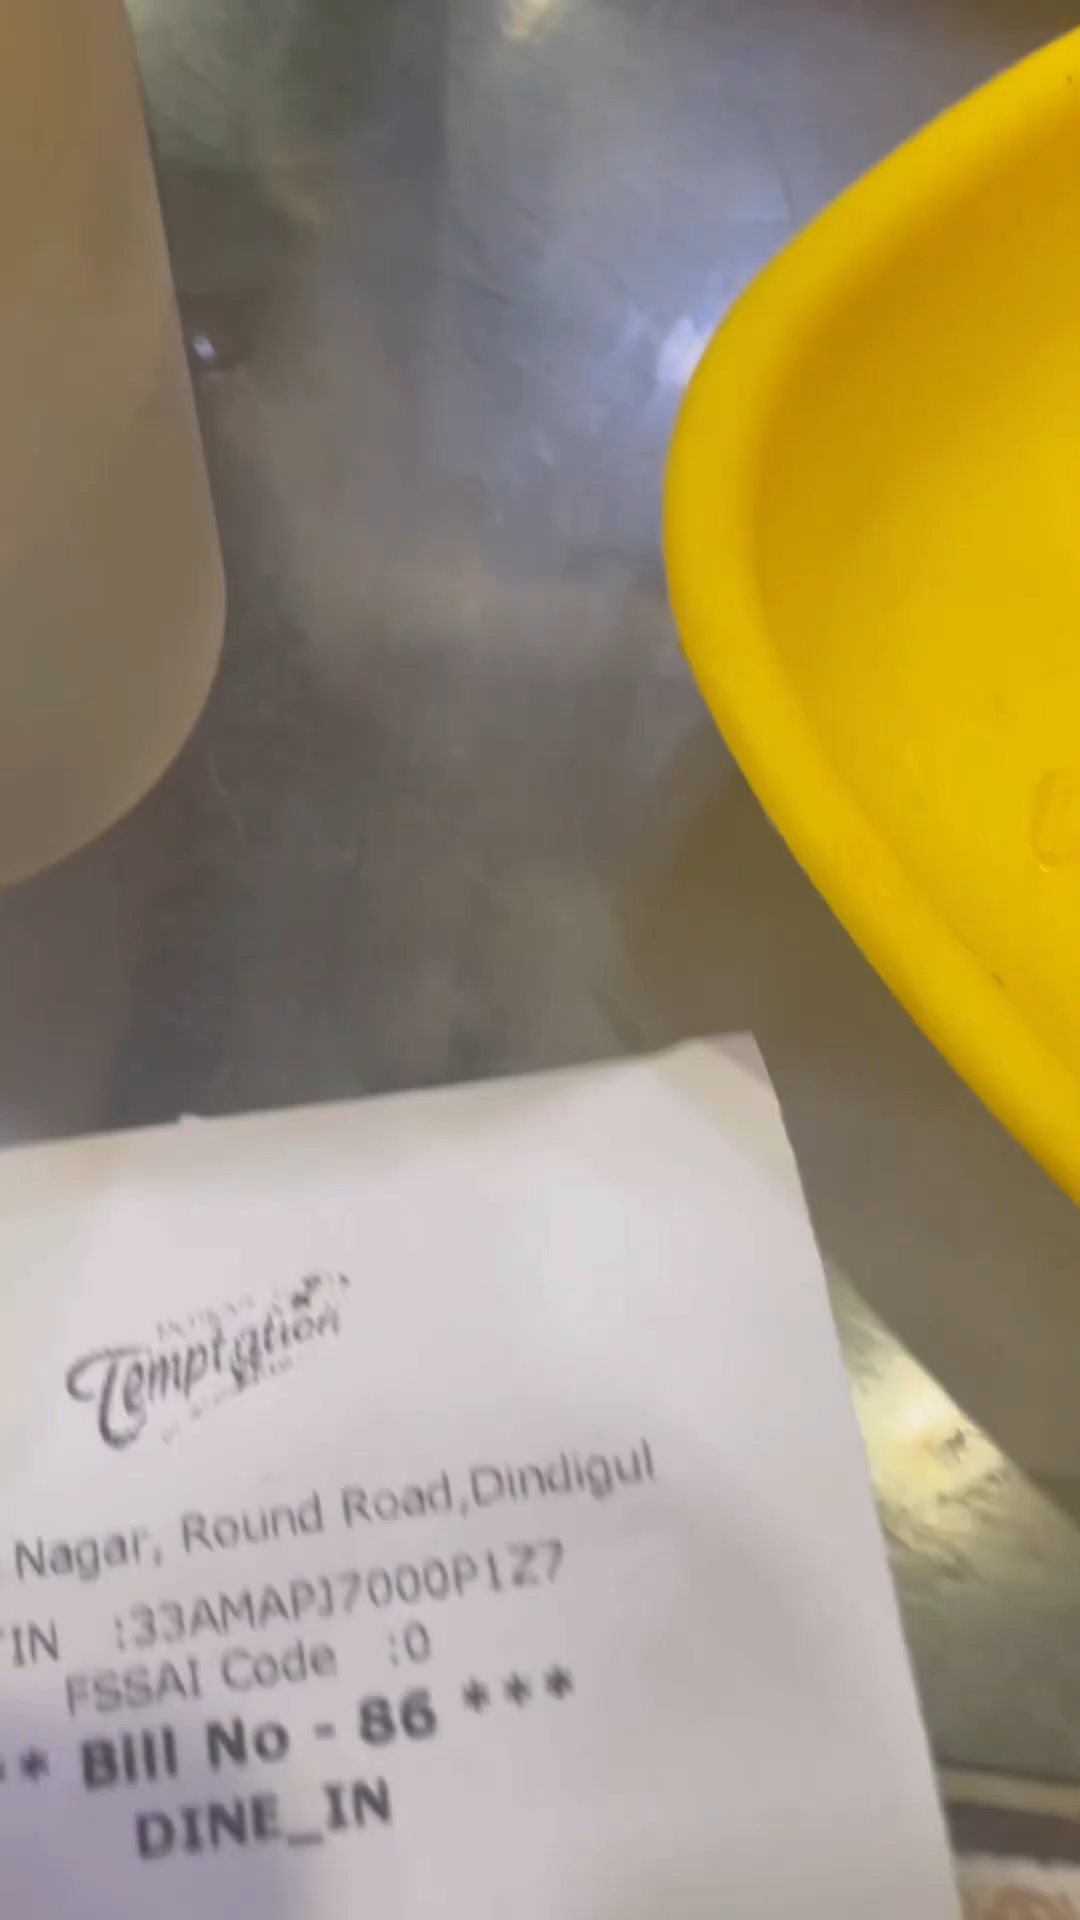 Temptation
Nagar, Round Road,Dindigul
IN :33AMAPJ7000P1Z7
FSSAI Code :0
* Bill No - 86 ***
DINE_IN